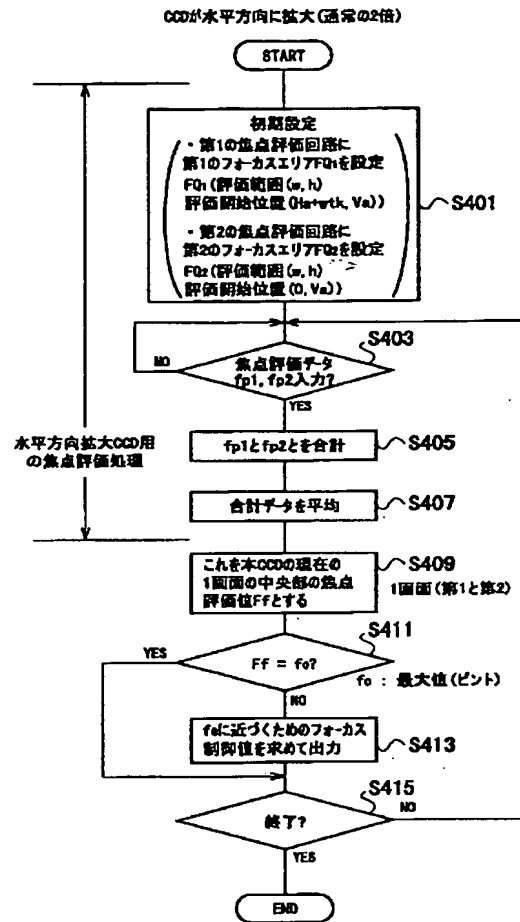 CCDが水平方向に拡大(通常の2倍)
START
初期設定
・第1の焦点評価回路に
第1のフォーカスエリアFQ1を設定
FQ1(評価範囲(w,h)
評価開始位置(Ha+wtk,Va))
・第2の焦点評価回路に
第2のフォーカスエリアFQ2を設定
FQ2(評価範囲(w,h)
評価開始位置(0,Va))
S401
S403
NO
焦点評価データ
fp1,fp2入力?
YES
水平方向拡大CCD用
の焦点評価処理
fp1とfp2とを合計
S405
合計データを平均
S407
これを本CCDの現在の
1画面の中央部の焦点
評価値Ffとする
S409
1画面(第1と第2)
S411
YES
Ff = fo?
fo : 最大値(ピント)
NO
foに近づくためのフォーカス
制御値を求めて出力
S413
S415
終了?
NO
YES
END